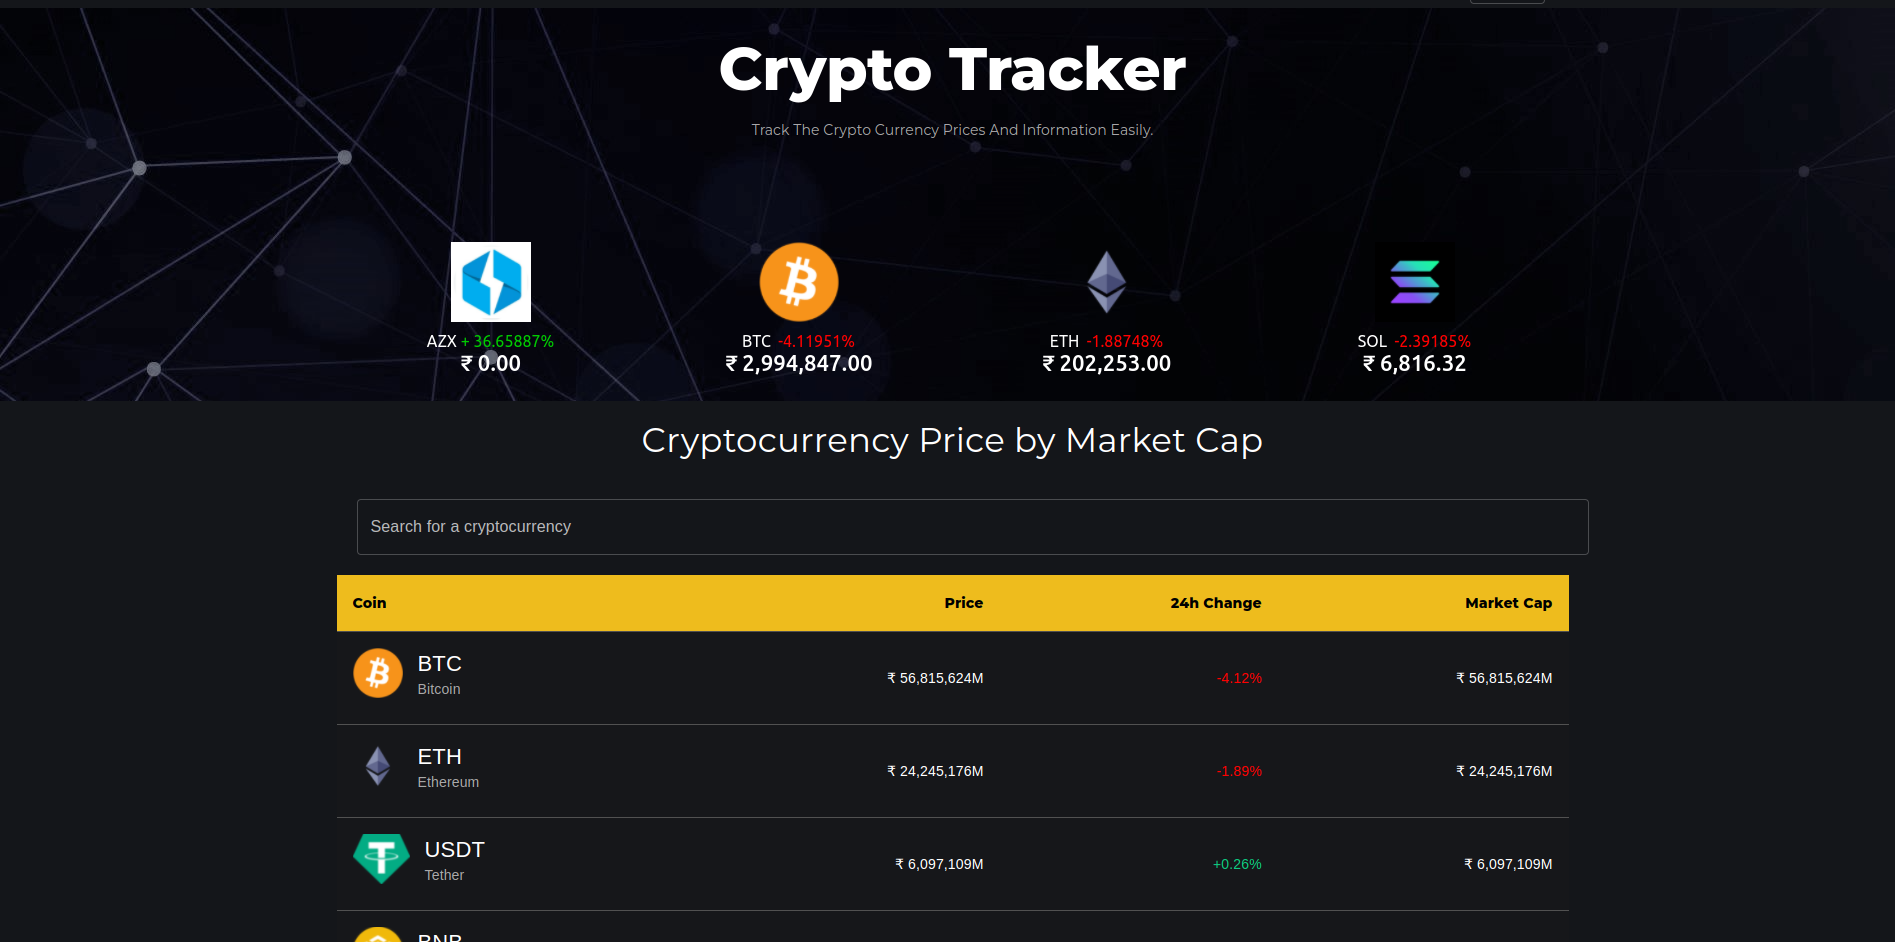 Crypto Tracker
Track The Crypto Currency Prices And Information Easily.
AZX + 36.65887%
₹ 0.00
BTC -4.11951%
₹ 2,994,847.00
ETH -1.88748%
₹ 202,253.00
SOL -2.39185%
₹ 6,816.32
Cryptocurrency Price by Market Cap
Search for a cryptocurrency
Coin Price 24h Change Market Cap
BTC
Bitcoin
₹ 56,815,624M -4.12% ₹ 56,815,624M
ETH
Ethereum
₹ 24,245,176M -1.89% ₹ 24,245,176M
USDT
Tether
₹ 6,097,109M +0.26% ₹ 6,097,109M
BNB